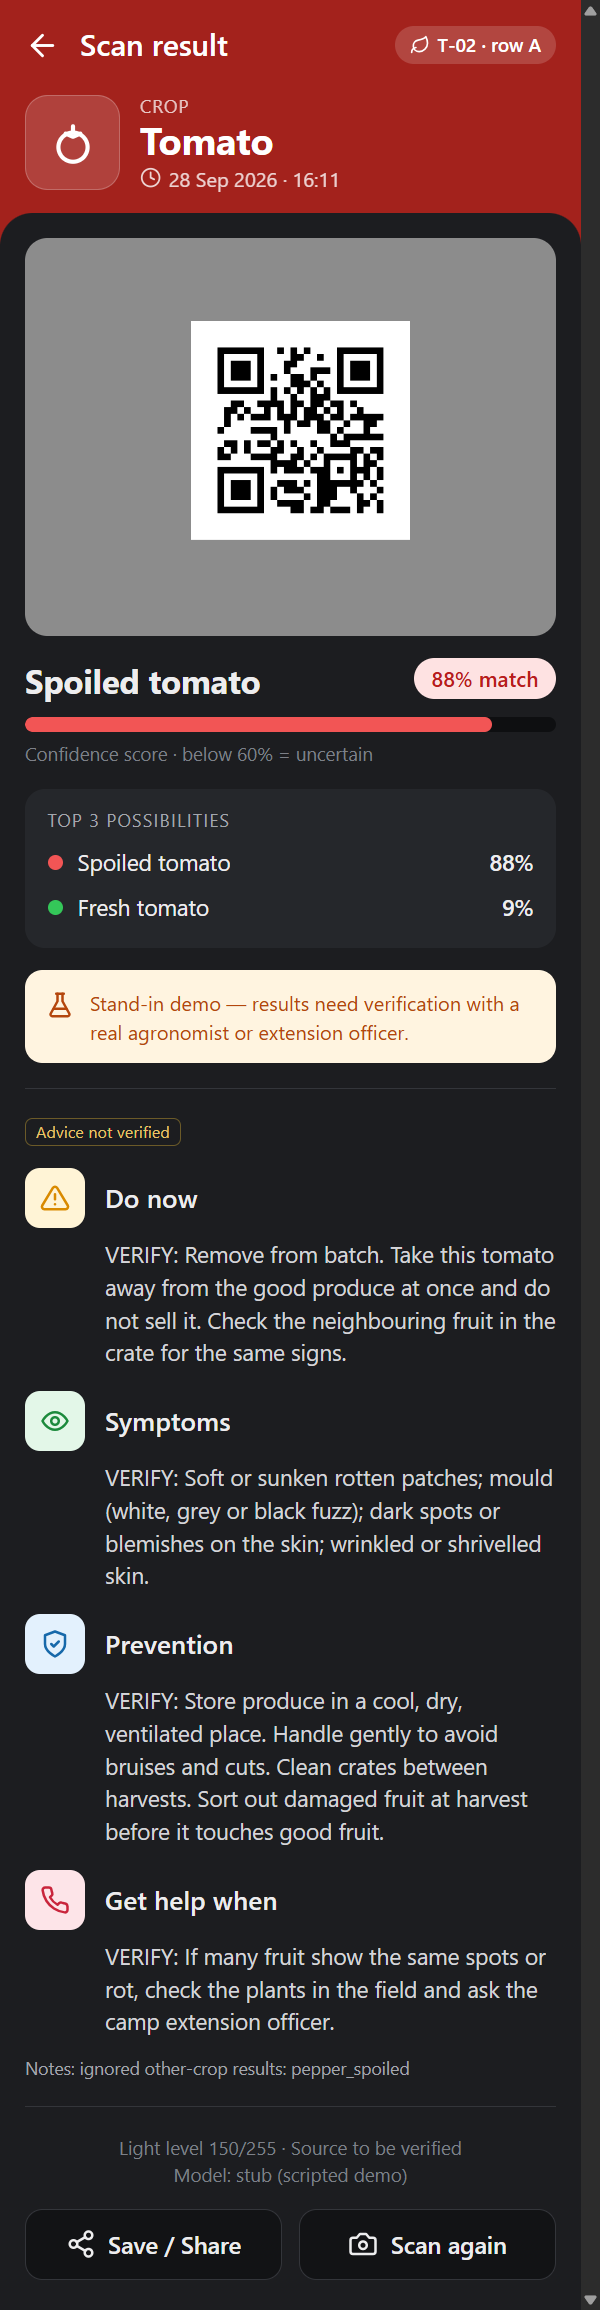 Scan result
T-02 · row A
CROP
Tomato
28 Sep 2026 · 16:11
Spoiled tomato
88% match
Confidence score · below 60% = uncertain
TOP 3 POSSIBILITIES
Spoiled tomato 88%
Fresh tomato 9%
Stand-in demo — results need verification with a
real agronomist or extension officer.
Advice not verified
Do now
VERIFY: Remove from batch. Take this tomato
away from the good produce at once and do
not sell it. Check the neighbouring fruit in the
crate for the same signs.
Symptoms
VERIFY: Soft or sunken rotten patches; mould
(white, grey or black fuzz); dark spots or
blemishes on the skin; wrinkled or shrivelled
skin.
Prevention
VERIFY: Store produce in a cool, dry,
ventilated place. Handle gently to avoid
bruises and cuts. Clean crates between
harvests. Sort out damaged fruit at harvest
before it touches good fruit.
Get help when
VERIFY: If many fruit show the same spots or
rot, check the plants in the field and ask the
camp extension officer.
Notes: ignored other-crop results: pepper_spoiled
Light level 150/255 · Source to be verified
Model: stub (scripted demo)
Save / Share
Scan again